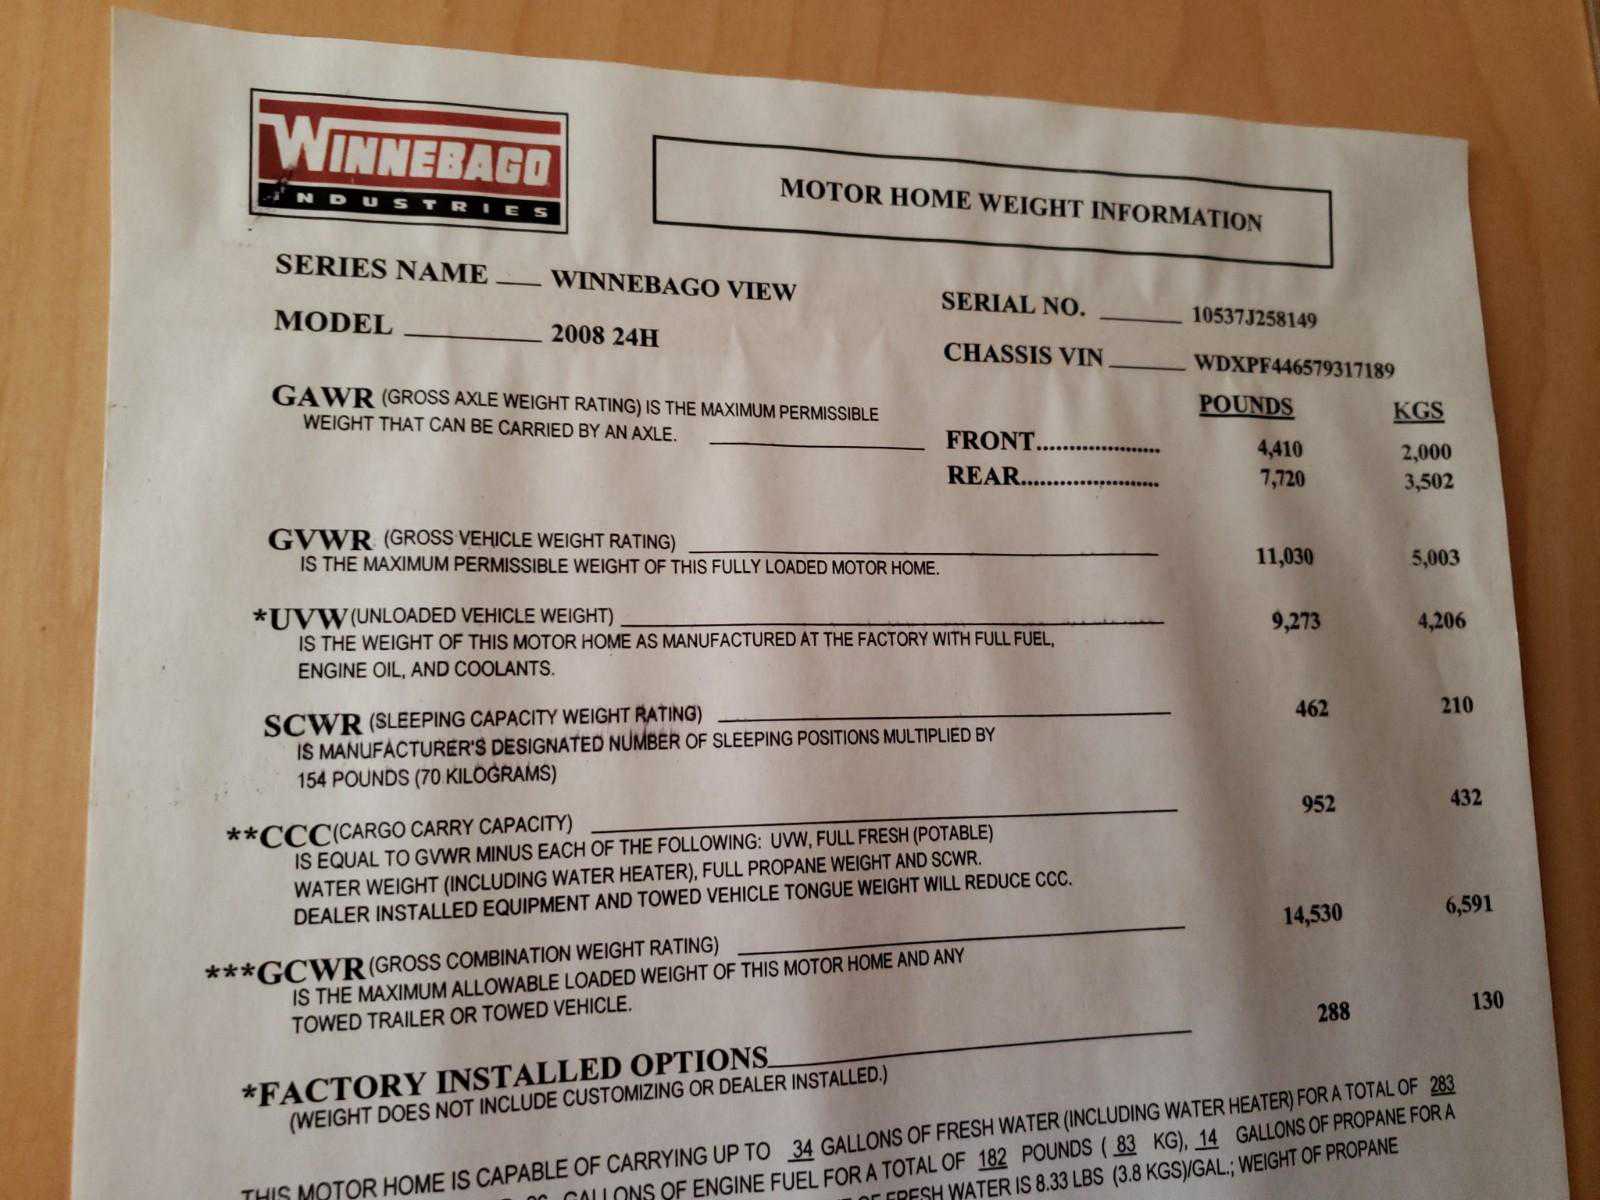 WINNEBAGO
INDUSTRIES
MOTOR HOME WEIGHT INFORMATION
SERIES NAME ___ WINNEBAGO VIEW
SERIAL NO. ______ 10537J258149
MODEL ________ 2008 24H
CHASSIS VIN ______ WDXPF446579317189
POUNDS KGS
GAWR (GROSS AXLE WEIGHT RATING) IS THE MAXIMUM PERMISSIBLE
WEIGHT THAT CAN BE CARRIED BY AN AXLE. ________ FRONT.................... 4,410 2,000
REAR...................... 7,720 3,502
GVWR (GROSS VEHICLE WEIGHT RATING) ________ 11,030 5,003
IS THE MAXIMUM PERMISSIBLE WEIGHT OF THIS FULLY LOADED MOTOR HOME.
*UVW (UNLOADED VEHICLE WEIGHT) ________ 9,273 4,206
IS THE WEIGHT OF THIS MOTOR HOME AS MANUFACTURED AT THE FACTORY WITH FULL FUEL,
ENGINE OIL, AND COOLANTS.
SCWR (SLEEPING CAPACITY WEIGHT RATING) ________ 462 210
IS MANUFACTURER'S DESIGNATED NUMBER OF SLEEPING POSITIONS MULTIPLIED BY
154 POUNDS (70 KILOGRAMS)
**CCC (CARGO CARRY CAPACITY) ________ 952 432
IS EQUAL TO GVWR MINUS EACH OF THE FOLLOWING: UVW, FULL FRESH (POTABLE)
WATER WEIGHT (INCLUDING WATER HEATER), FULL PROPANE WEIGHT AND SCWR.
DEALER INSTALLED EQUIPMENT AND TOWED VEHICLE TONGUE WEIGHT WILL REDUCE CCC.
***GCWR (GROSS COMBINATION WEIGHT RATING) ________ 14,530 6,591
IS THE MAXIMUM ALLOWABLE LOADED WEIGHT OF THIS MOTOR HOME AND ANY
TOWED TRAILER OR TOWED VEHICLE.
*FACTORY INSTALLED OPTIONS ________ 288 130
(WEIGHT DOES NOT INCLUDE CUSTOMIZING OR DEALER INSTALLED.)
THIS MOTOR HOME IS CAPABLE OF CARRYING UP TO 34 GALLONS OF FRESH WATER (INCLUDING WATER HEATER) FOR A TOTAL OF 283
GALLONS OF ENGINE FUEL FOR A TOTAL OF 182 POUNDS ( 83 KG), 14 GALLONS OF PROPANE FOR A
FRESH WATER IS 8.33 LBS (3.8 KGS)/GAL.; WEIGHT OF PROPANE